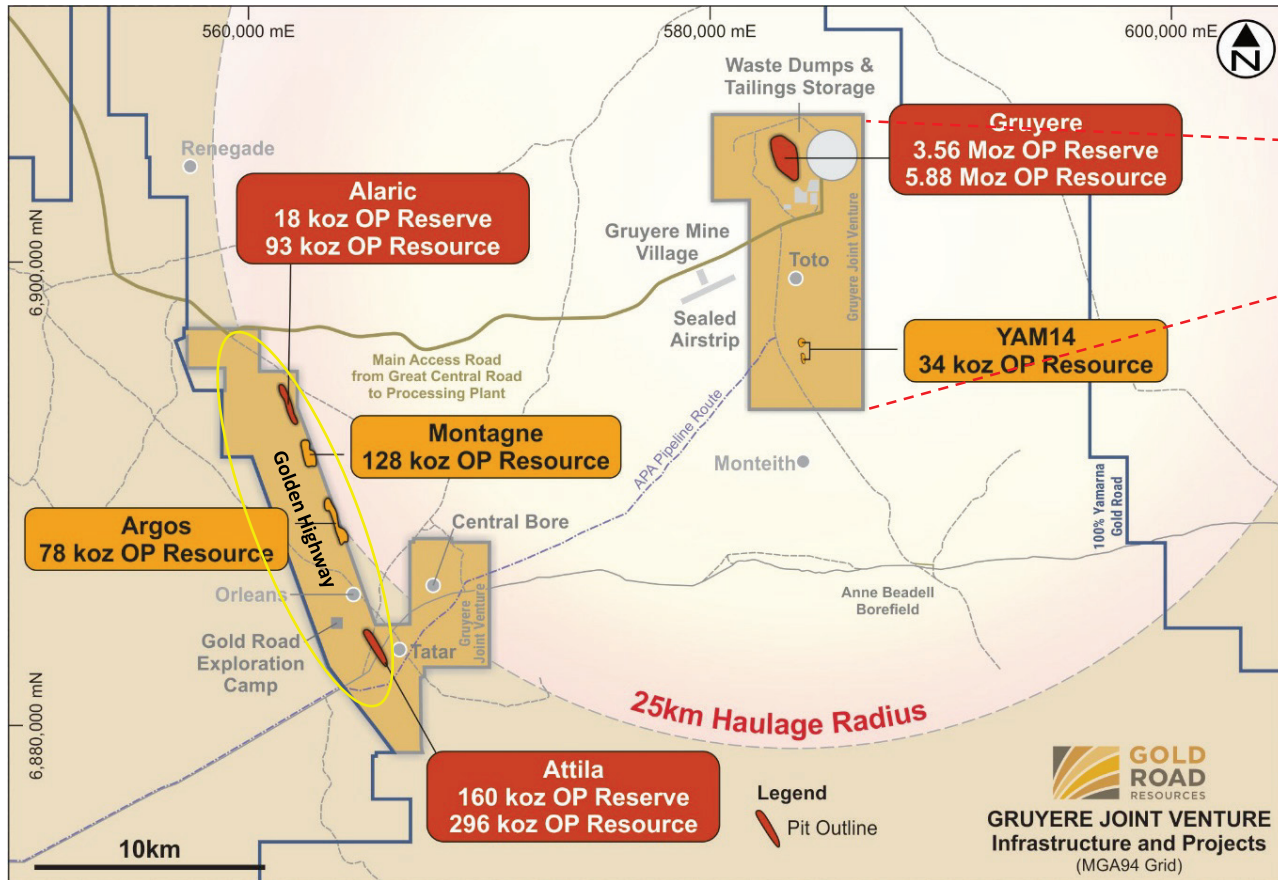 560,000 mE
580,000 mE
600,000 mE
N
Waste Dumps &
Tailings Storage
Renegade
Gruyere
3.56 Moz OP Reserve
5.88 Moz OP Resource
Alaric
18 koz OP Reserve
93 koz OP Resource
6,900,000 mN
Gruyere Mine
Village
Toto
Gruyere Joint Venture
Sealed
Airstrip
YAM14
34 koz OP Resource
Main Access Road
from Great Central Road
to Processing Plant
APA Pipeline Route
Montagne
128 koz OP Resource
Golden Highway
Monteith
100% Yamarna
Gold Road
Argos
78 koz OP Resource
Central Bore
Orleans
Anne Beadell
Borefield
Gold Road
Exploration
Camp
Tatar
Gruyere
Joint Venture
25km Haulage Radius
6,880,000 mN
Attila
160 koz OP Reserve
296 koz OP Resource
Legend
Pit Outline
GOLD
ROAD
RESOURCES
GRUYERE JOINT VENTURE
Infrastructure and Projects
(MGA94 Grid)
10km